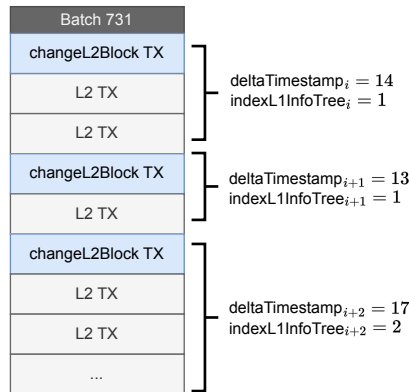 Batch 731
changeL2Block TX
L2 TX
L2 TX
changeL2Block TX
L2 TX
changeL2Block TX
L2 TX
L2 TX
...
deltaTimestamp_i = 14
indexL1InfoTree_i = 1
deltaTimestamp_{i+1} = 13
indexL1InfoTree_{i+1} = 1
deltaTimestamp_{i+2} = 17
indexL1InfoTree_{i+2} = 2